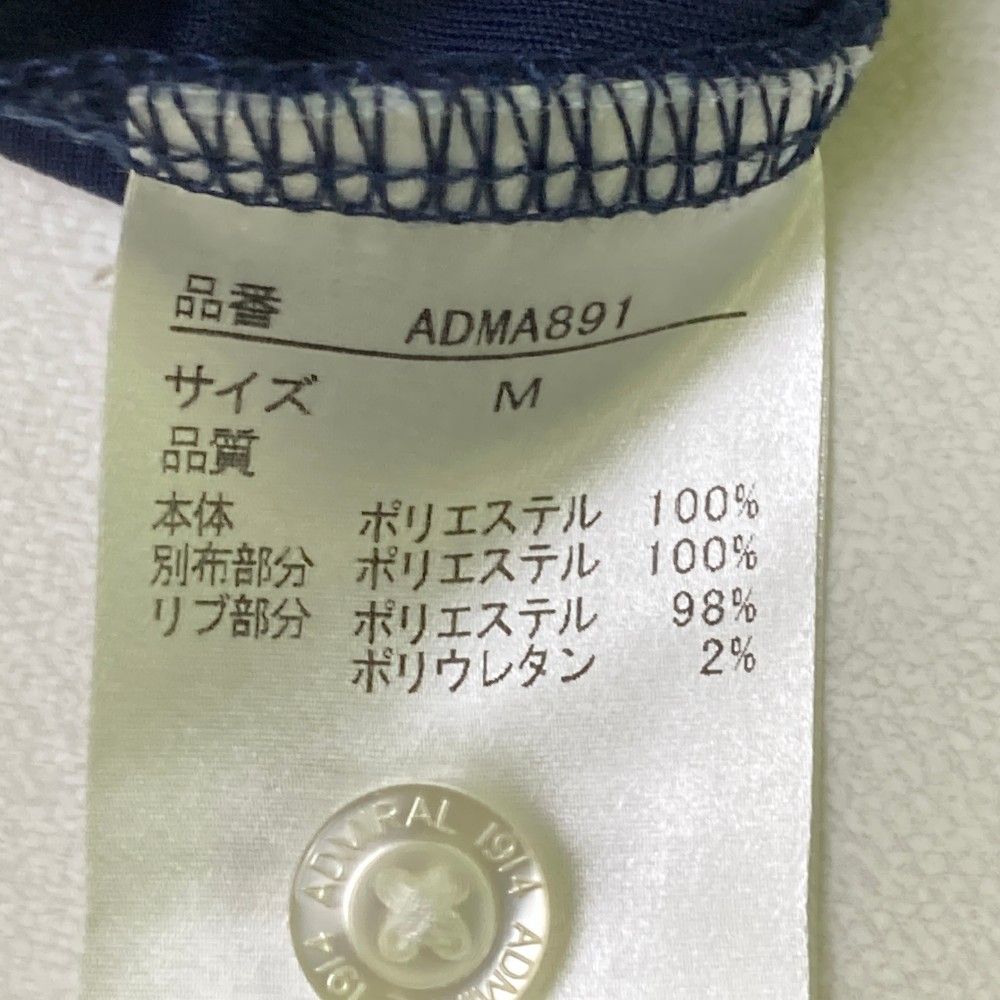 品番 ADMA891
サイズ M
品質
本体 ポリエステル 100%
別布部分 ポリエステル 100%
リブ部分 ポリエステル 98%
ポリウレタン 2%
ADMIRAL 1914